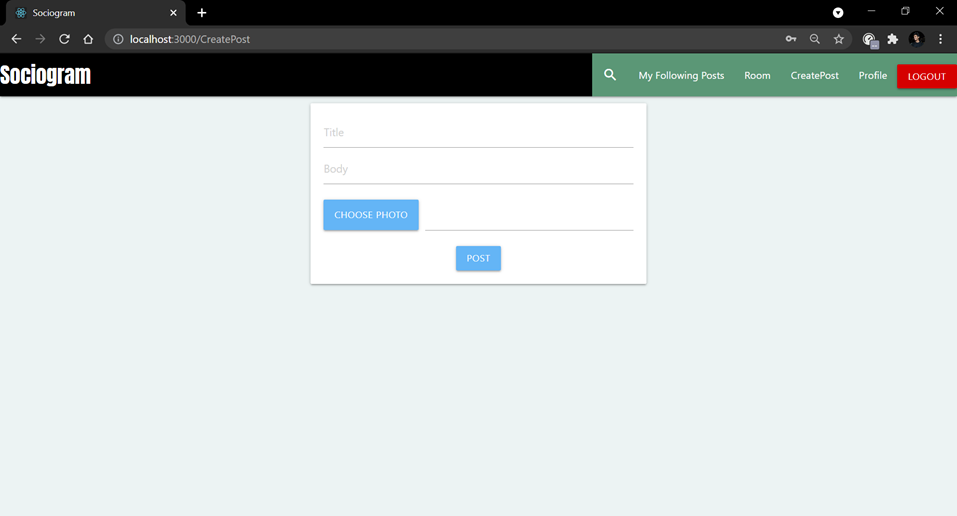 Sociogram
localhost:3000/CreatePost
Sociogram
My Following Posts Room CreatePost Profile LOGOUT
Title
Body
CHOOSE PHOTO
POST